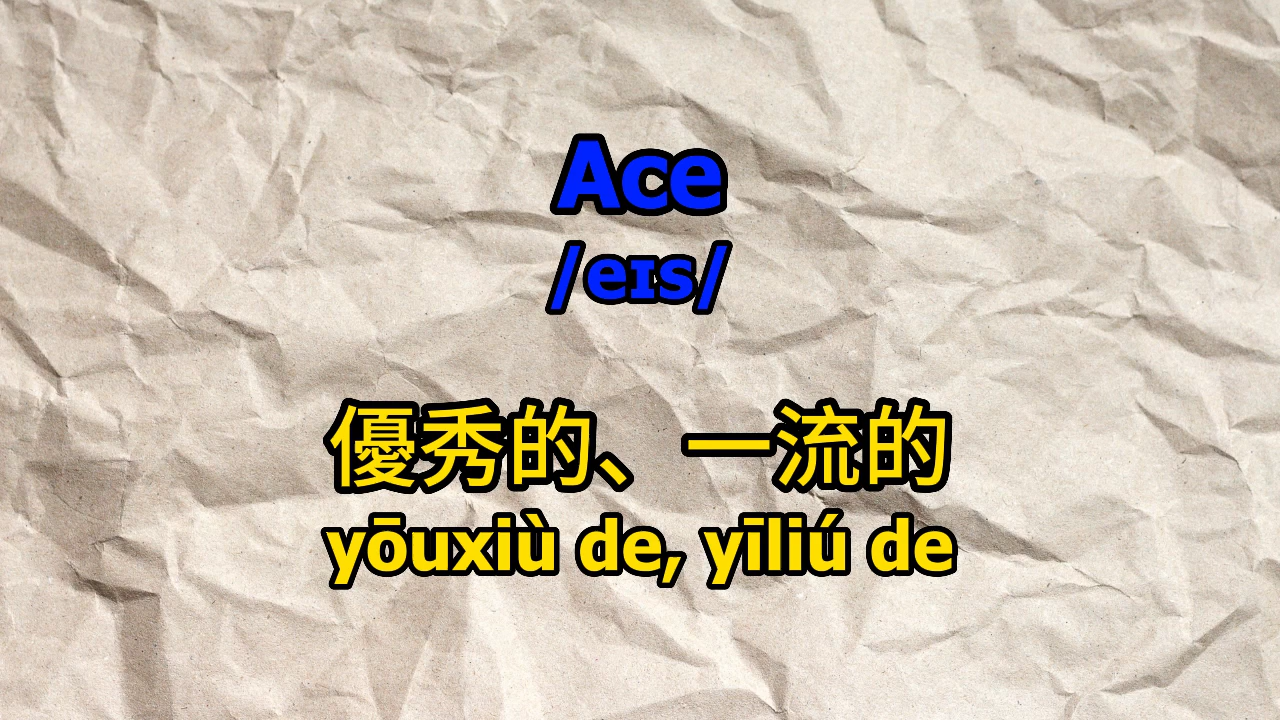 Ace
/eɪs/
優秀的、一流的
yōuxiù de, yīliú de